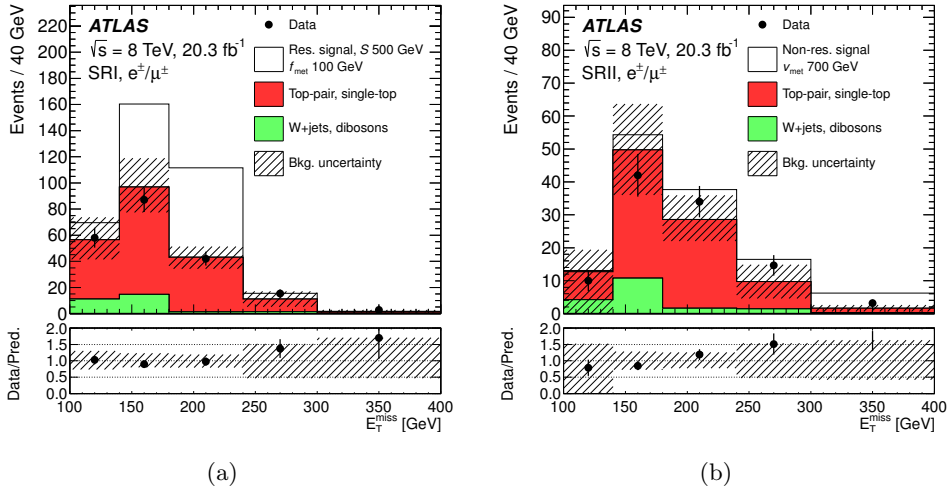 ATLAS
√s = 8 TeV, 20.3 fb⁻¹
SRI, e±/μ±
Data
Res. signal, S 500 GeV
f_met 100 GeV
Top-pair, single-top
W+jets, dibosons
Bkg. uncertainty
Events / 40 GeV
220
200
180
160
140
120
100
80
60
40
20
0
Data/Pred.
2.0
1.5
1.0
0.5
0.0
100 150 200 250 300 350 400
E_T^miss [GeV]
(a)
ATLAS
√s = 8 TeV, 20.3 fb⁻¹
SRII, e±/μ±
Data
Non-res. signal
v_met 700 GeV
Top-pair, single-top
W+jets, dibosons
Bkg. uncertainty
Events / 40 GeV
90
80
70
60
50
40
30
20
10
0
Data/Pred.
2.0
1.5
1.0
0.5
0.0
100 150 200 250 300 350 400
E_T^miss [GeV]
(b)